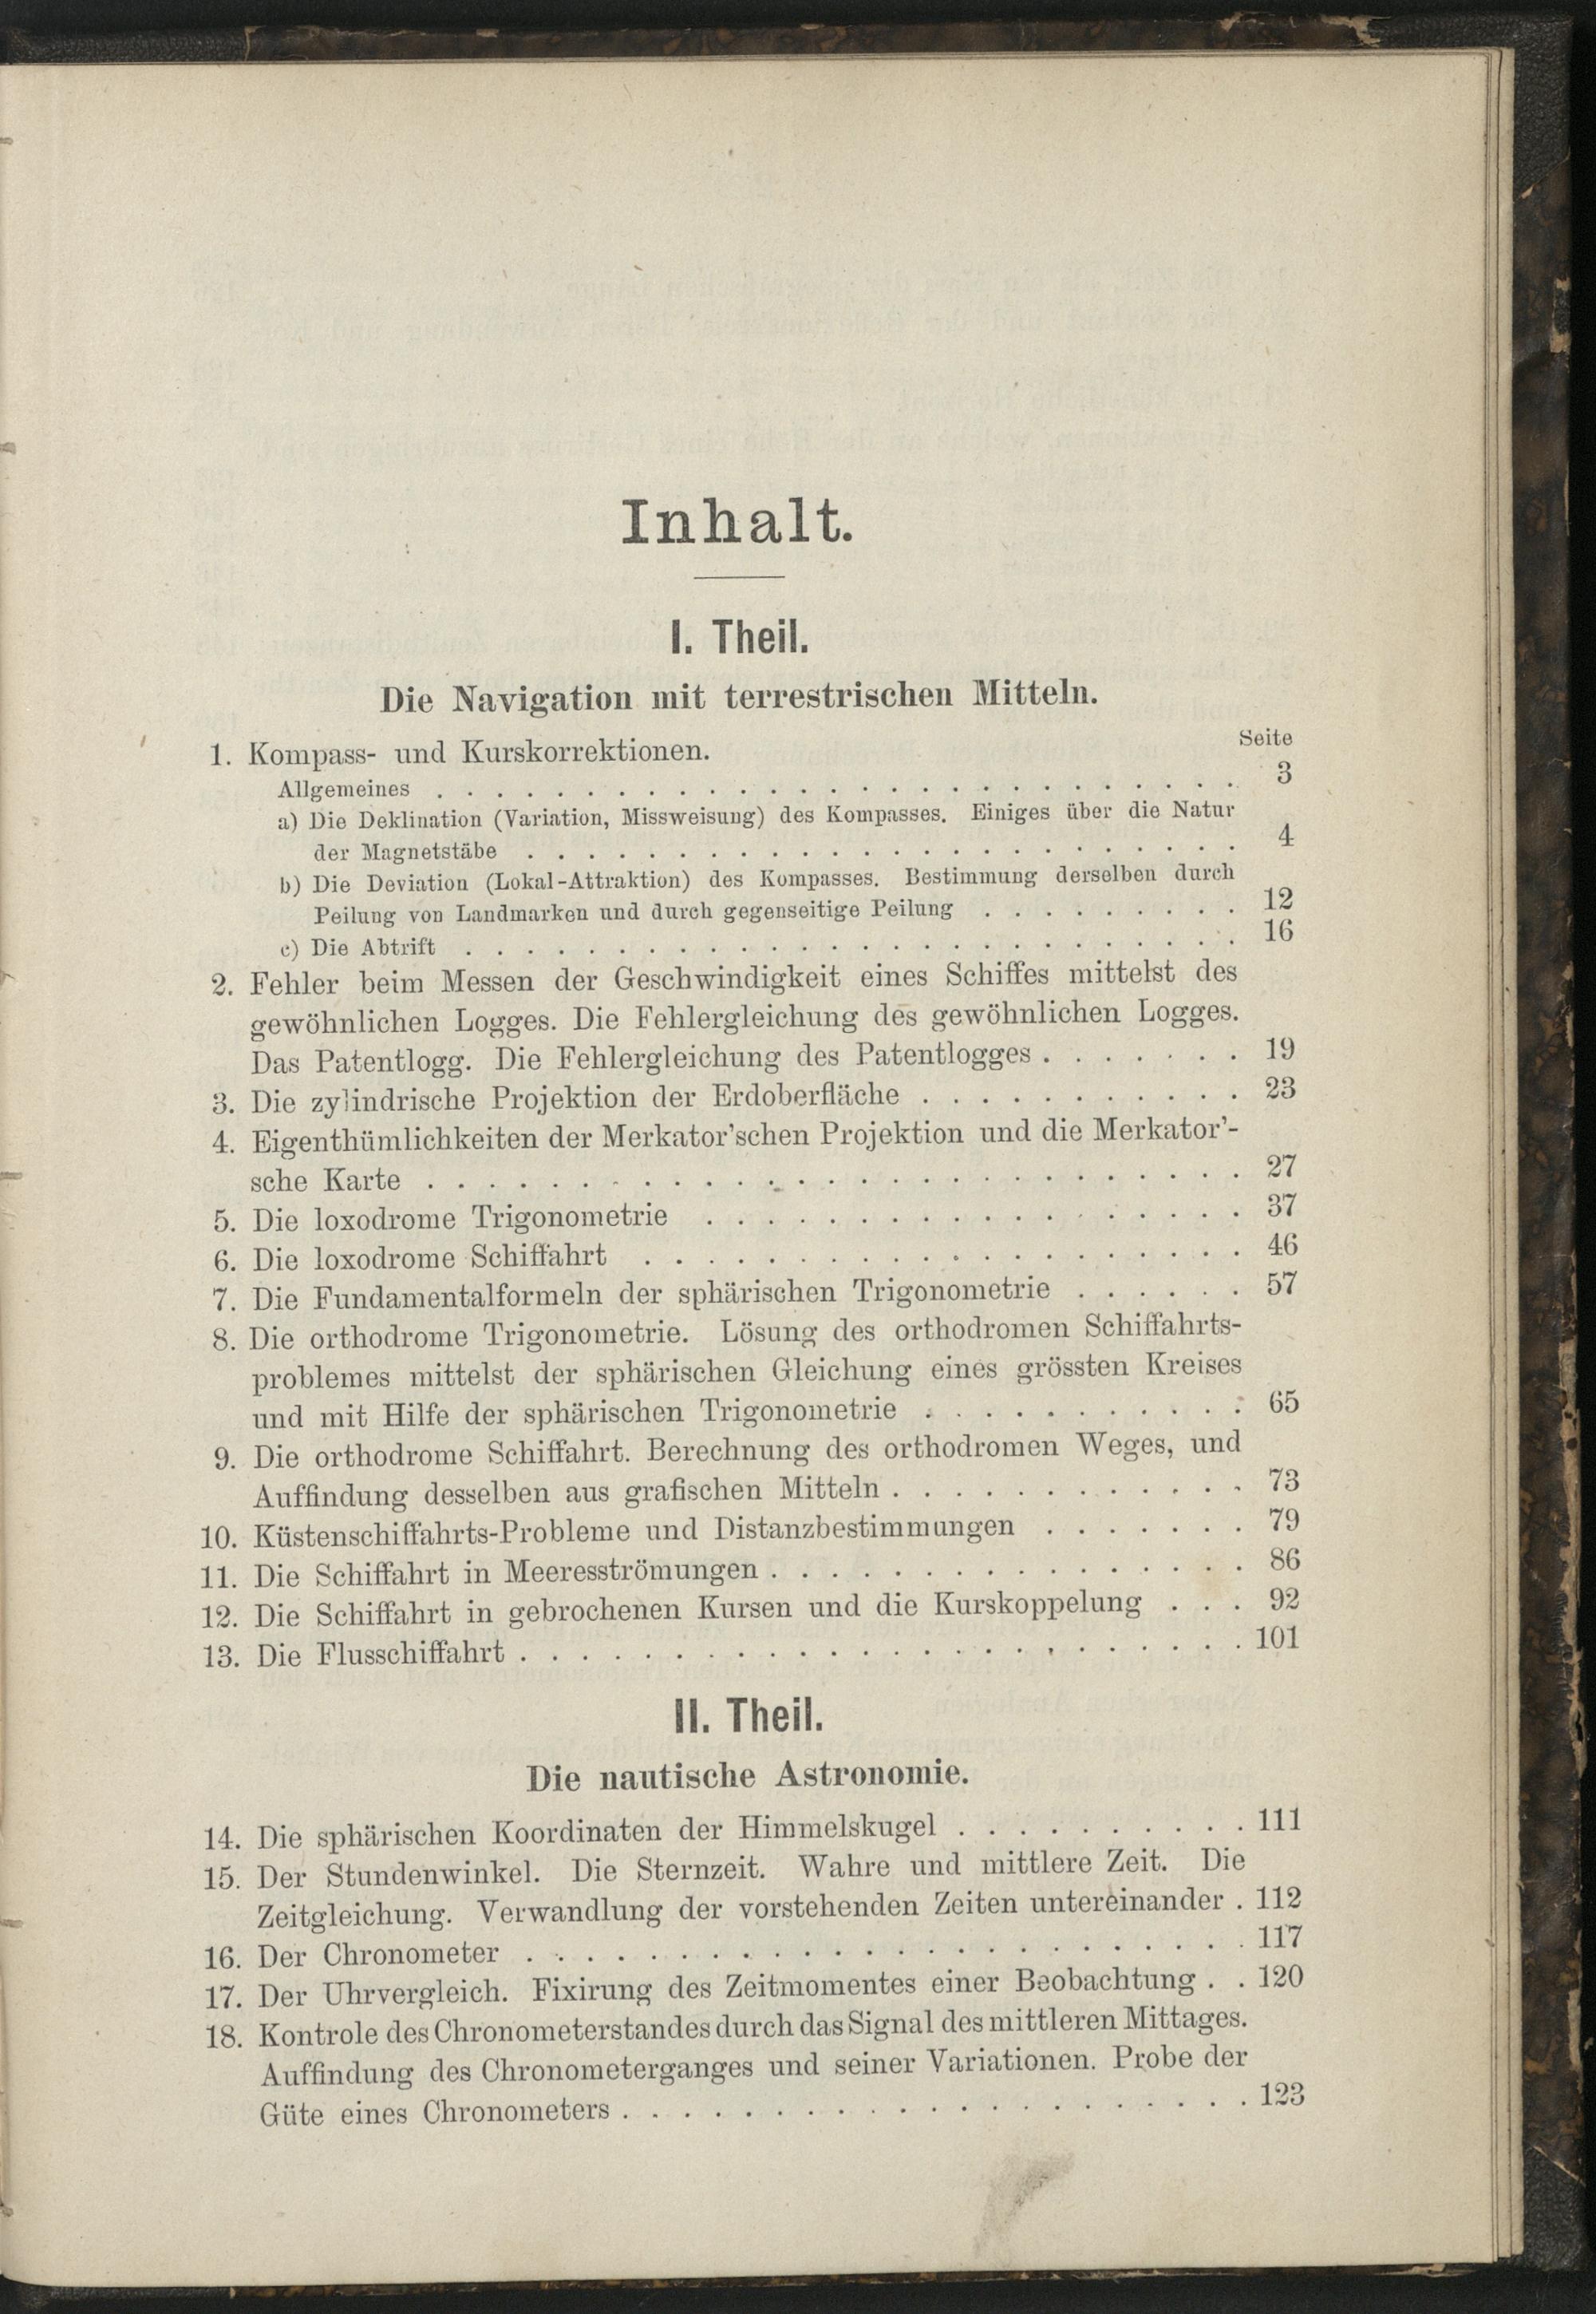 Inhalt.
I. Theil.
Die Navigation mit terrestrischen Mitteln.
Seite
1. Kompass- und Kurskorrektionen.
Allgemeines . . . . . . . . . . . . . . . . . . . . . . . . . . . 3
a) Die Deklination (Variation, Missweisung) des Kompasses. Einiges über die Natur
der Magnetstäbe . . . . . . . . . . . . . . . . . . . . . . . . 4
b) Die Deviation (Lokal-Attraktion) des Kompasses. Bestimmung derselben durch
Peilung von Landmarken und durch gegenseitige Peilung . . . . . . . . . 12
c) Die Abtrift . . . . . . . . . . . . . . . . . . . . . . . . . . 16
2. Fehler beim Messen der Geschwindigkeit eines Schiffes mittelst des
gewöhnlichen Logges. Die Fehlergleichung des gewöhnlichen Logges.
Das Patentlogg. Die Fehlergleichung des Patentlogges . . . . . . . 19
3. Die zylindrische Projektion der Erdoberfläche . . . . . . . . . . . 23
4. Eigenthümlichkeiten der Merkator'schen Projektion und die Merkator'-
sche Karte . . . . . . . . . . . . . . . . . . . . . . . . . . . 27
5. Die loxodrome Trigonometrie . . . . . . . . . . . . . . . . . . 37
6. Die loxodrome Schiffahrt . . . . . . . . . . . . . . . . . . . . 46
7. Die Fundamentalformeln der sphärischen Trigonometrie . . . . . . 57
8. Die orthodrome Trigonometrie. Lösung des orthodromen Schiffahrts-
problemes mittelst der sphärischen Gleichung eines grössten Kreises
und mit Hilfe der sphärischen Trigonometrie . . . . . . . . . . . 65
9. Die orthodrome Schiffahrt. Berechnung des orthodromen Weges, und
Auffindung desselben aus grafischen Mitteln . . . . . . . . . . . . 73
10. Küstenschiffahrts-Probleme und Distanzbestimmungen . . . . . . . 79
11. Die Schiffahrt in Meeresströmungen . . . . . . . . . . . . . . . . 86
12. Die Schiffahrt in gebrochenen Kursen und die Kurskoppelung . . . 92
13. Die Flusschiffahrt . . . . . . . . . . . . . . . . . . . . . . . . 101
II. Theil.
Die nautische Astronomie.
14. Die sphärischen Koordinaten der Himmelskugel . . . . . . . . . . 111
15. Der Stundenwinkel. Die Sternzeit. Wahre und mittlere Zeit. Die
Zeitgleichung. Verwandlung der vorstehenden Zeiten untereinander . 112
16. Der Chronometer . . . . . . . . . . . . . . . . . . . . . . . . 117
17. Der Uhrvergleich. Fixirung des Zeitmomentes einer Beobachtung . . 120
18. Kontrole des Chronometerstandes durch das Signal des mittleren Mittages.
Auffindung des Chronometerganges und seiner Variationen. Probe der
Güte eines Chronometers . . . . . . . . . . . . . . . . . . . . . 123